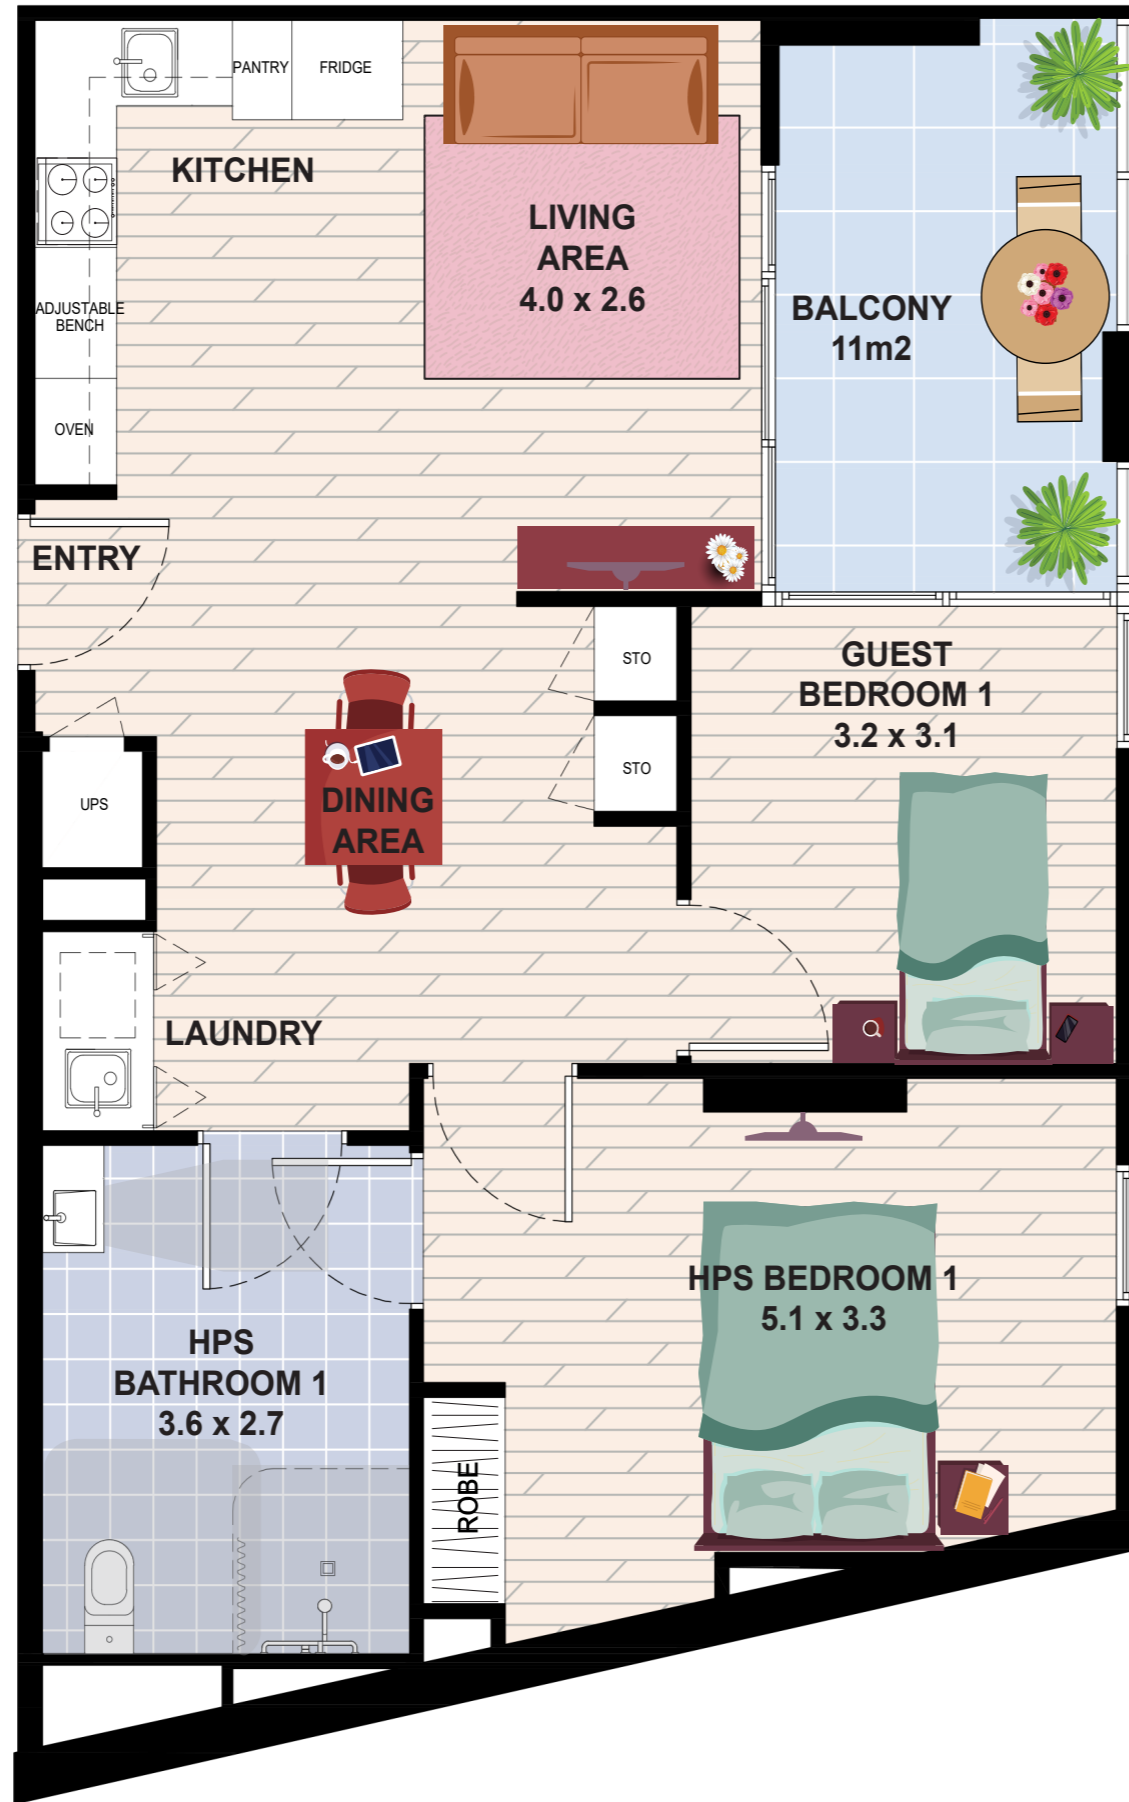 PANTRY
FRIDGE
KITCHEN
LIVING
AREA
4.0 x 2.6
ADJUSTABLE
BENCH
BALCONY
11m2
OVEN
ENTRY
STO
GUEST
BEDROOM 1
3.2 x 3.1
STO
UPS
DINING
AREA
LAUNDRY
HPS BEDROOM 1
5.1 x 3.3
HPS
BATHROOM 1
3.6 x 2.7
ROBE